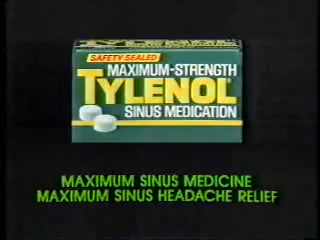 SAFETY SEALED
MAXIMUM-STRENGTH
TYLENOL®
SINUS MEDICATION
MAXIMUM SINUS MEDICINE
MAXIMUM SINUS HEADACHE RELIEF